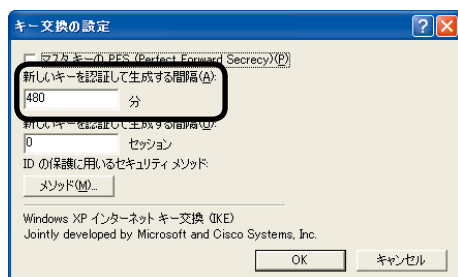 キー交換の設定
マスタ キーの PFS (Perfect Forward Secrecy)(P)
新しいキーを認証して生成する間隔(A):
480 分
新しいキーを認証して生成する間隔(U):
0 セッション
ID の保護に用いるセキュリティ メソッド:
メソッド(M)...
Windows XP インターネット キー交換 (IKE)
Jointly developed by Microsoft and Cisco Systems, Inc.
OK キャンセル